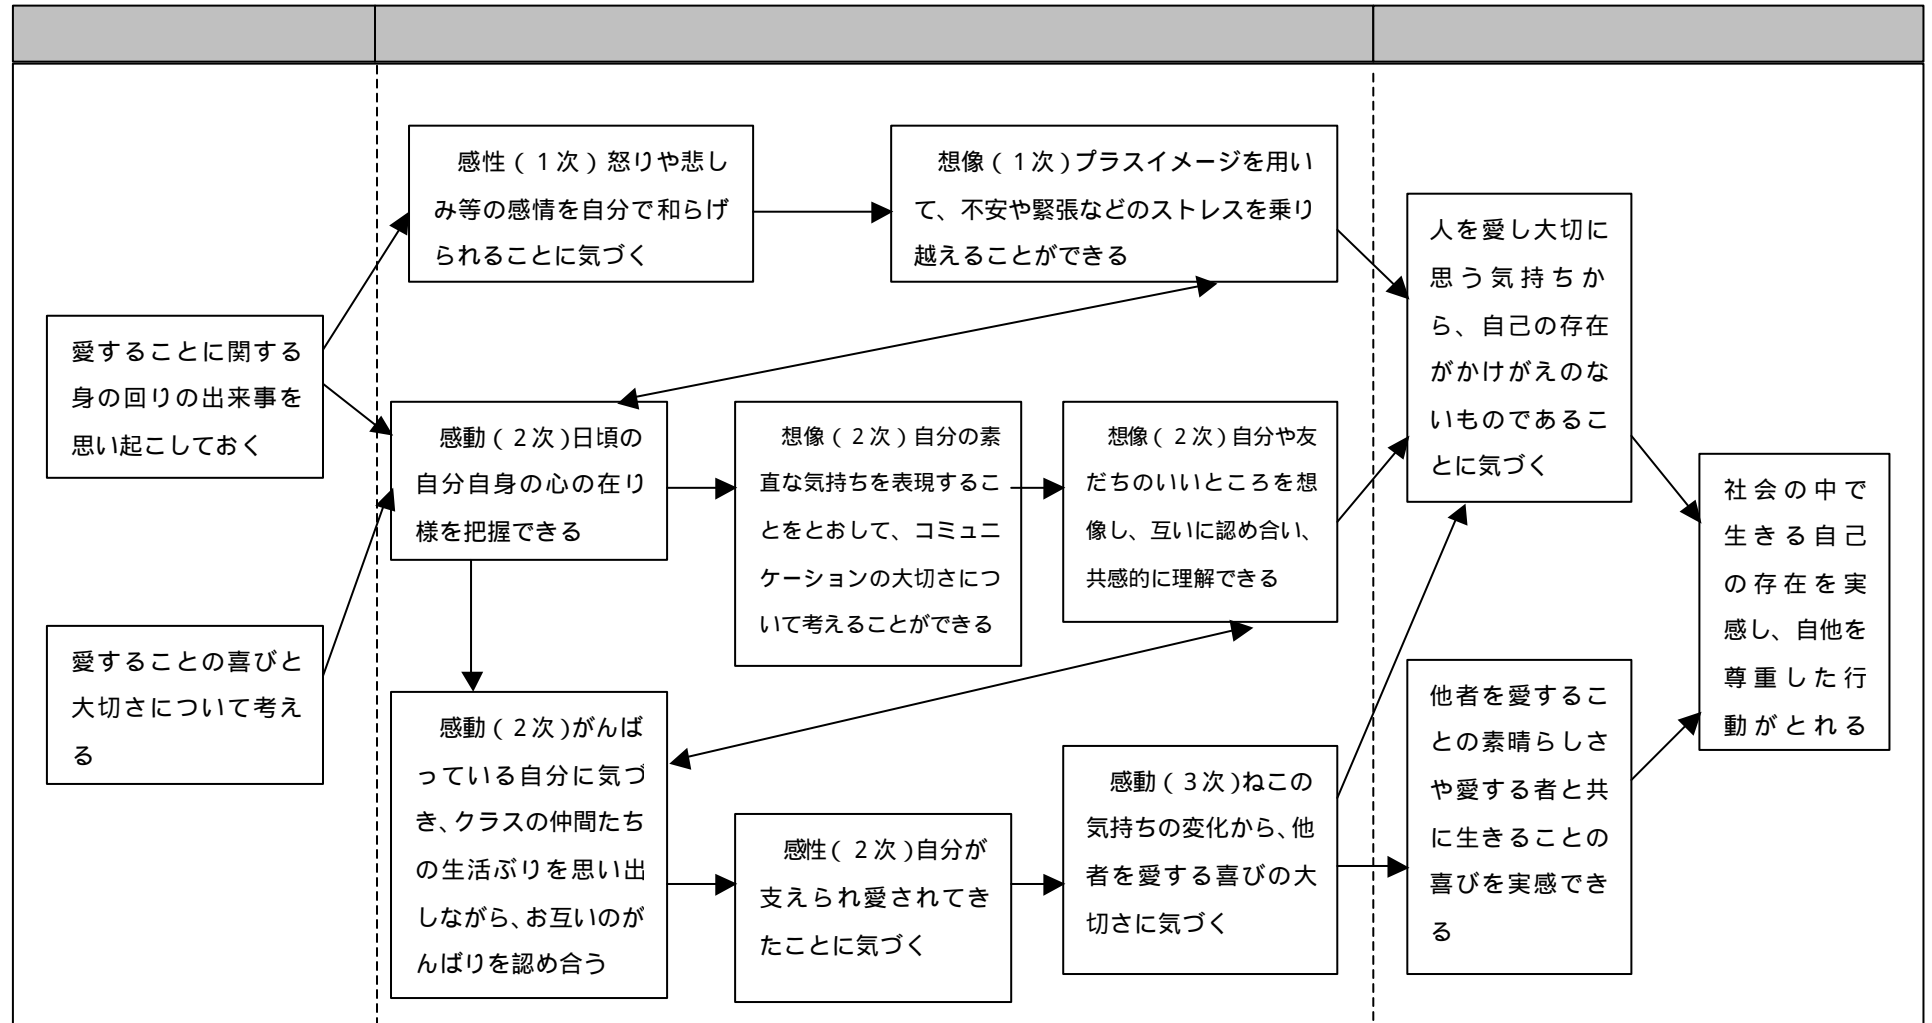 愛することに関する
身の回りの出来事を
思い起こしておく
愛することの喜びと
大切さについて考え
る
感性(1次)怒りや悲し
み等の感情を自分で和らげ
られることに気づく
想像(1次)プラスイメージを用い
て、不安や緊張などのストレスを乗り
越えることができる
感動(2次)日頃の
自分自身の心の在り
様を把握できる
想像(2次)自分の素
直な気持ちを表現するこ
とをとおして、コミュニ
ケーションの大切さにつ
いて考えることができる
想像(2次)自分や友
だちのいいところを想
像し、互いに認め合い、
共感的に理解できる
感動(2次)がんば
っている自分に気づ
き、クラスの仲間たち
の生活ぶりを思い出
しながら、お互いのが
んばりを認め合う
感性(2次)自分が
支えられ愛されてき
たことに気づく
感動(3次)ねこの
気持ちの変化から、他
者を愛する喜びの大
切さに気づく
人を愛し大切に
思う気持ちか
ら、自己の存在
がかけがえのな
いものであるこ
とに気づく
他者を愛するこ
との素晴らしさ
や愛する者と共
に生きることの
喜びを実感でき
る
社会の中で
生きる自己
の存在を実
感し、自他を
尊重した行
動がとれる